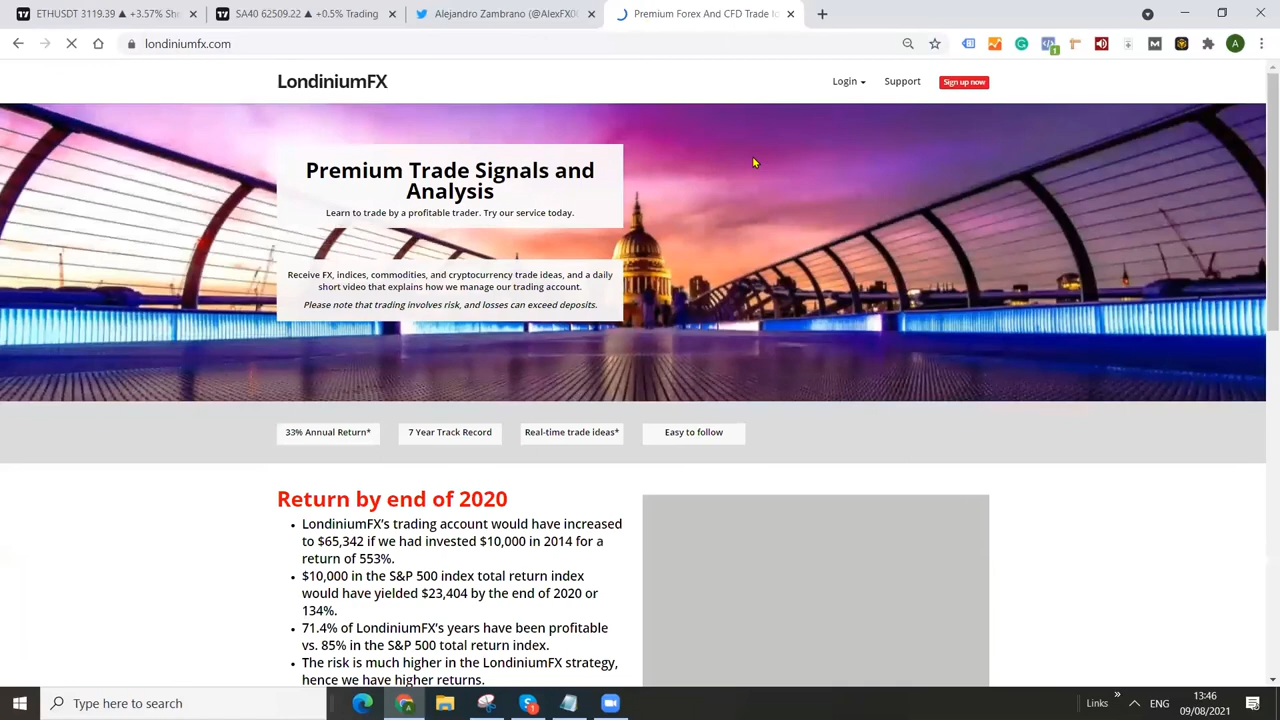 ETHUSDT 3119.39 ▲ +3.57% Sh
SA40 62509.22 ▲ +0.5% Trading
Alejandro Zambrano (@AlexFX0
Premium Forex And CFD Trade Id
londiniumfx.com
LondiniumFX
Login
Support
Sign up now
Premium Trade Signals and
Analysis
Learn to trade by a profitable trader. Try our service today.
Receive FX, indices, commodities, and cryptocurrency trade ideas, and a daily
short video that explains how we manage our trading account.
Please note that trading involves risk, and losses can exceed deposits.
33% Annual Return*
7 Year Track Record
Real-time trade ideas*
Easy to follow
Return by end of 2020
• LondiniumFX's trading account would have increased
to $65,342 if we had invested $10,000 in 2014 for a
return of 553%.
• $10,000 in the S&P 500 index total return index
would have yielded $23,404 by the end of 2020 or
134%.
• 71.4% of LondiniumFX's years have been profitable
vs. 85% in the S&P 500 total return index.
• The risk is much higher in the LondiniumFX strategy,
hence we have higher returns.
Type here to search
Links
ENG
13:46
09/08/2021